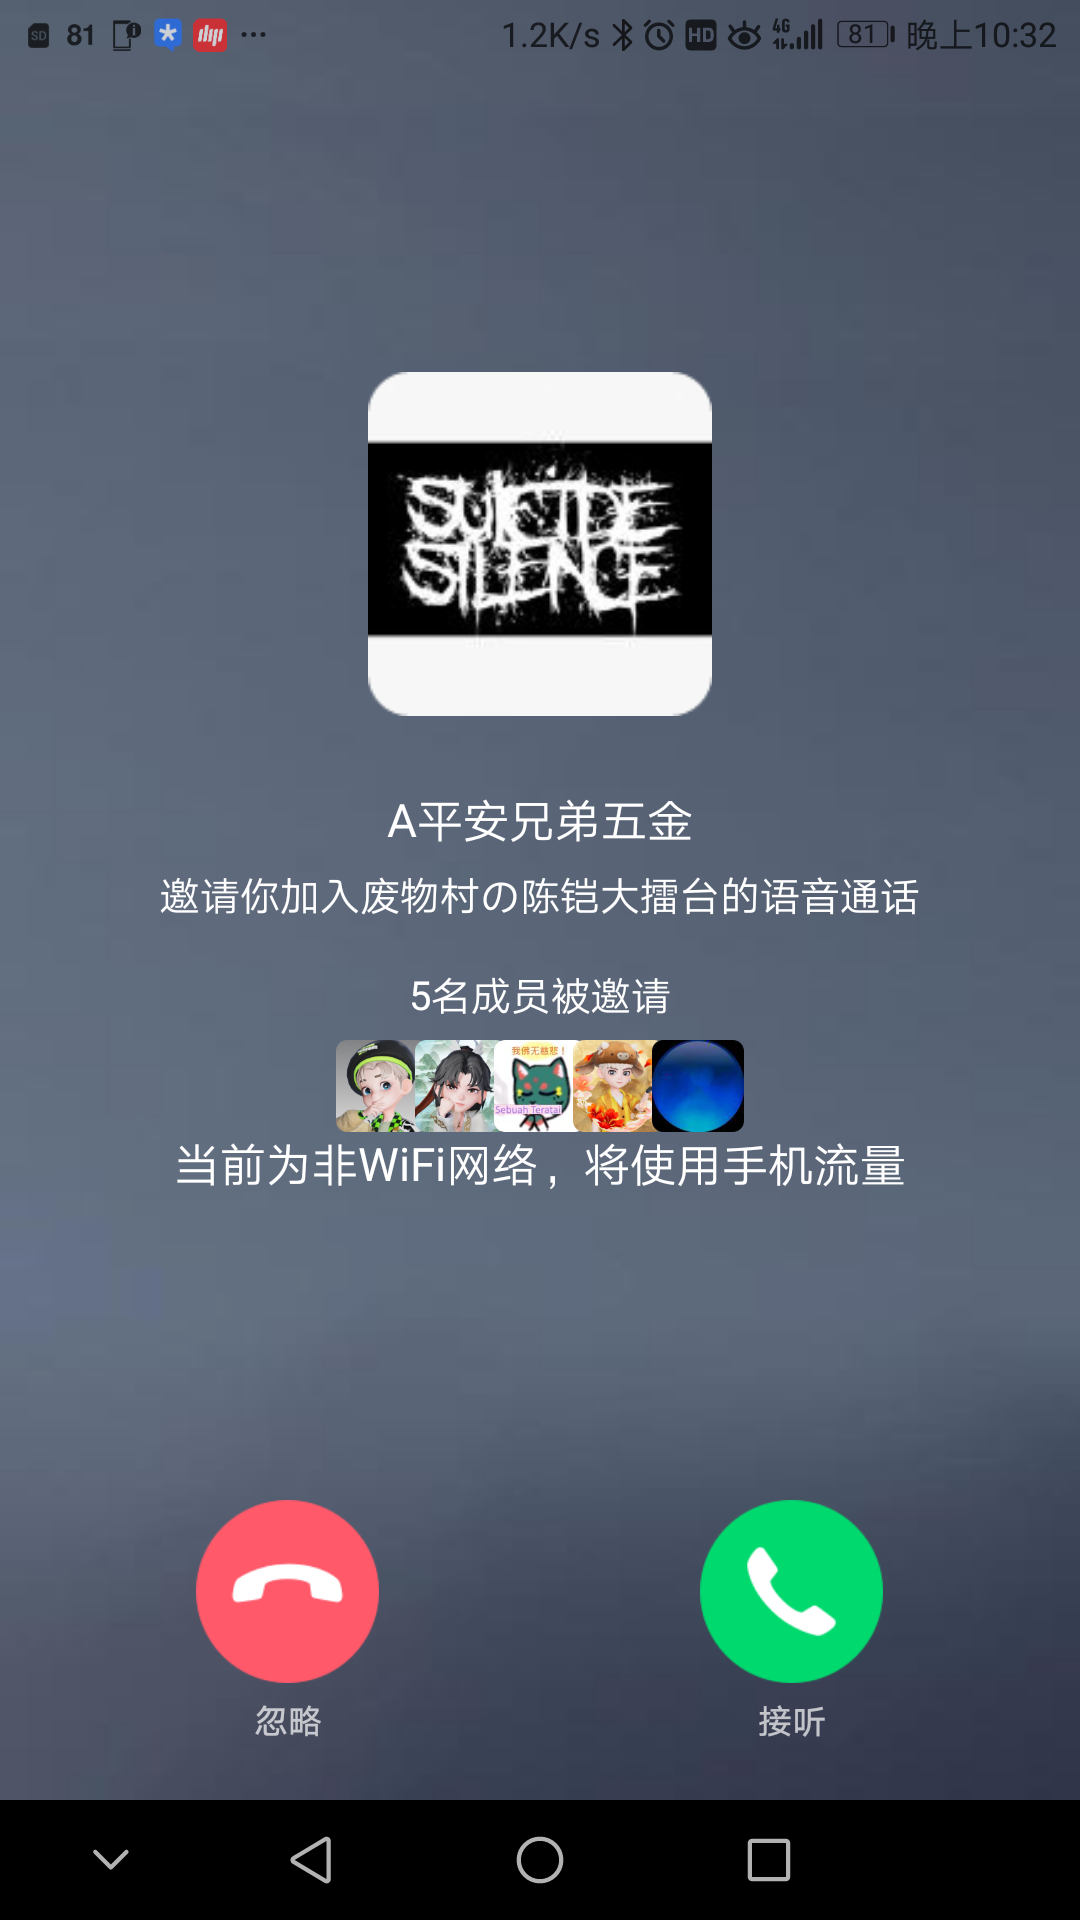 SD 81 1.2K/s HD 4G 81 晚上10:32
SUICIDE
SILENCE
A平安兄弟五金
邀请你加入废物村の陈铠大擂台的语音通话
5名成员被邀请
我佛无慈悲!
Sebuah Teratai
当前为非WiFi网络，将使用手机流量
忽略
接听